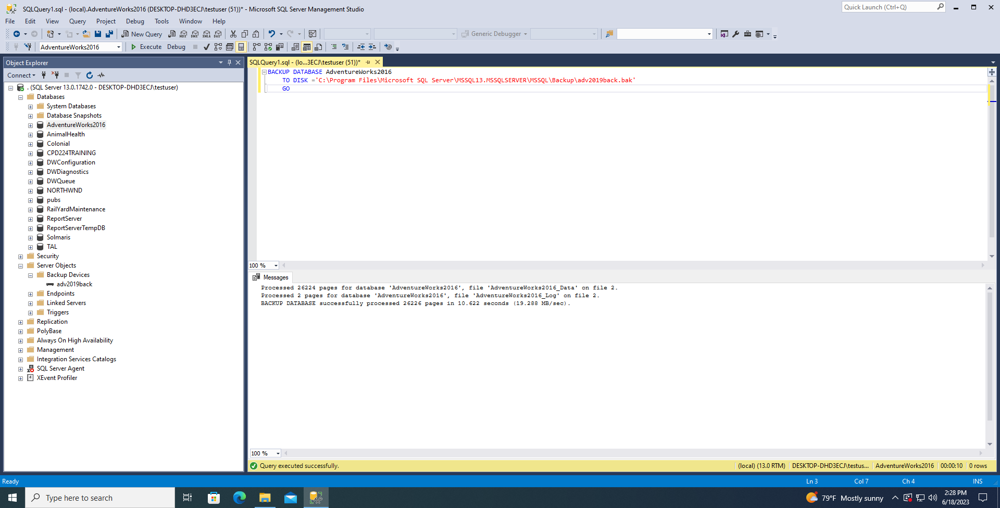 SQLQuery1.sql - (local).AdventureWorks2016 (DESKTOP-DHD3ECJ\testuser (51))* - Microsoft SQL Server Management Studio
Quick Launch (Ctrl+Q)
File Edit View Query Project Debug Tools Window Help
New Query
MDX DMX XMLA DAX
Generic Debugger
AdventureWorks2016
Execute Debug
Object Explorer
Connect
. (SQL Server 13.0.1742.0 - DESKTOP-DHD3ECJ\testuser)
Databases
System Databases
Database Snapshots
AdventureWorks2016
AnimalHealth
Colonial
CPD224TRAINING
DWConfiguration
DWDiagnostics
DWQueue
NORTHWND
pubs
RailYardMaintenance
ReportServer
ReportServerTempDB
Solmaris
TAL
Security
Server Objects
Backup Devices
adv2019back
Endpoints
Linked Servers
Triggers
Replication
PolyBase
Always On High Availability
Management
Integration Services Catalogs
SQL Server Agent
XEvent Profiler
SQLQuery1.sql - (lo...3ECJ\testuser (51))*
BACKUP DATABASE AdventureWorks2016
TO DISK ='C:\Program Files\Microsoft SQL Server\MSSQL13.MSSQLSERVER\MSSQL\Backup\adv2019back.bak'
GO
100 %
Messages
Processed 26224 pages for database 'AdventureWorks2016', file 'AdventureWorks2016_Data' on file 2.
Processed 2 pages for database 'AdventureWorks2016', file 'AdventureWorks2016_Log' on file 2.
BACKUP DATABASE successfully processed 26226 pages in 10.622 seconds (19.288 MB/sec).
100 %
Query executed successfully.
(local) (13.0 RTM) DESKTOP-DHD3ECJ\testus... AdventureWorks2016 00:00:10 0 rows
Ready
Ln 3 Col 7 Ch 4 INS
Type here to search
79°F Mostly sunny
2:28 PM
6/18/2023